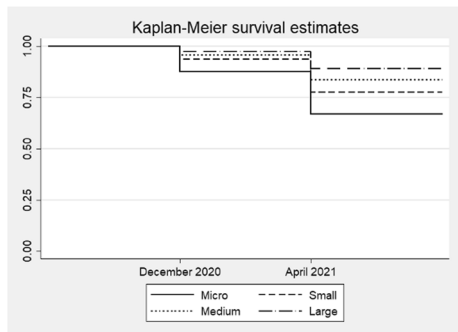 Kaplan-Meier survival estimates
1.00
0.75
0.50
0.25
0.00
December 2020 April 2021
Micro Small
Medium Large